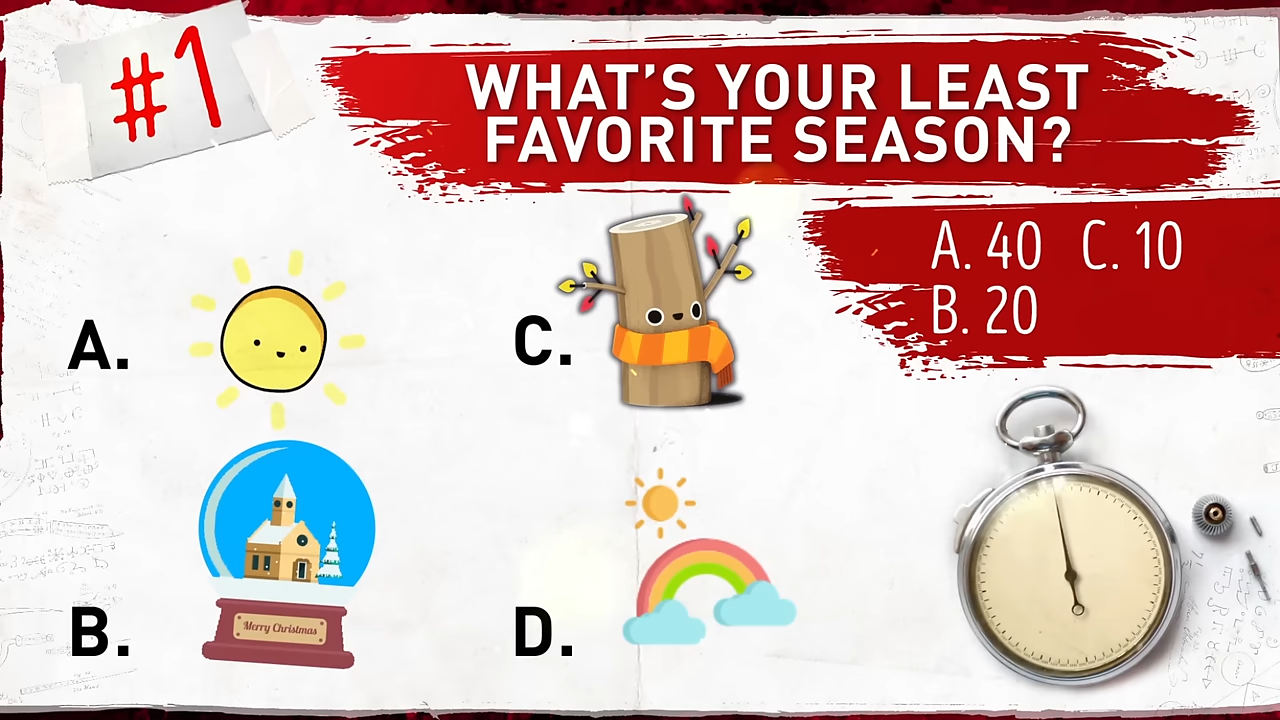 #1
WHAT'S YOUR LEAST
FAVORITE SEASON?
A. 40 C. 10
B. 20
A.
C.
Merry Christmas
B.
D.